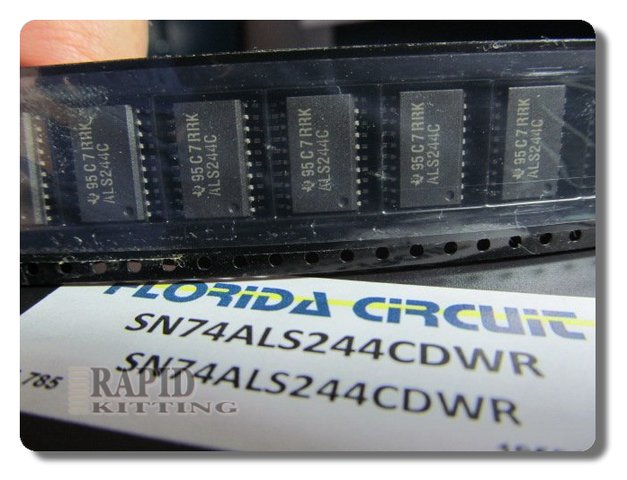 95C7RRK
ALS244C
95C7RRK
ALS244C
95C7RRK
ALS244C
95C7RRK
ALS244C
95C7RRK
ALS244C
FLORIDA CIRCUIT
SN74ALS244CDWR
SN74ALS244CDWR
785
RAPID
KITTING